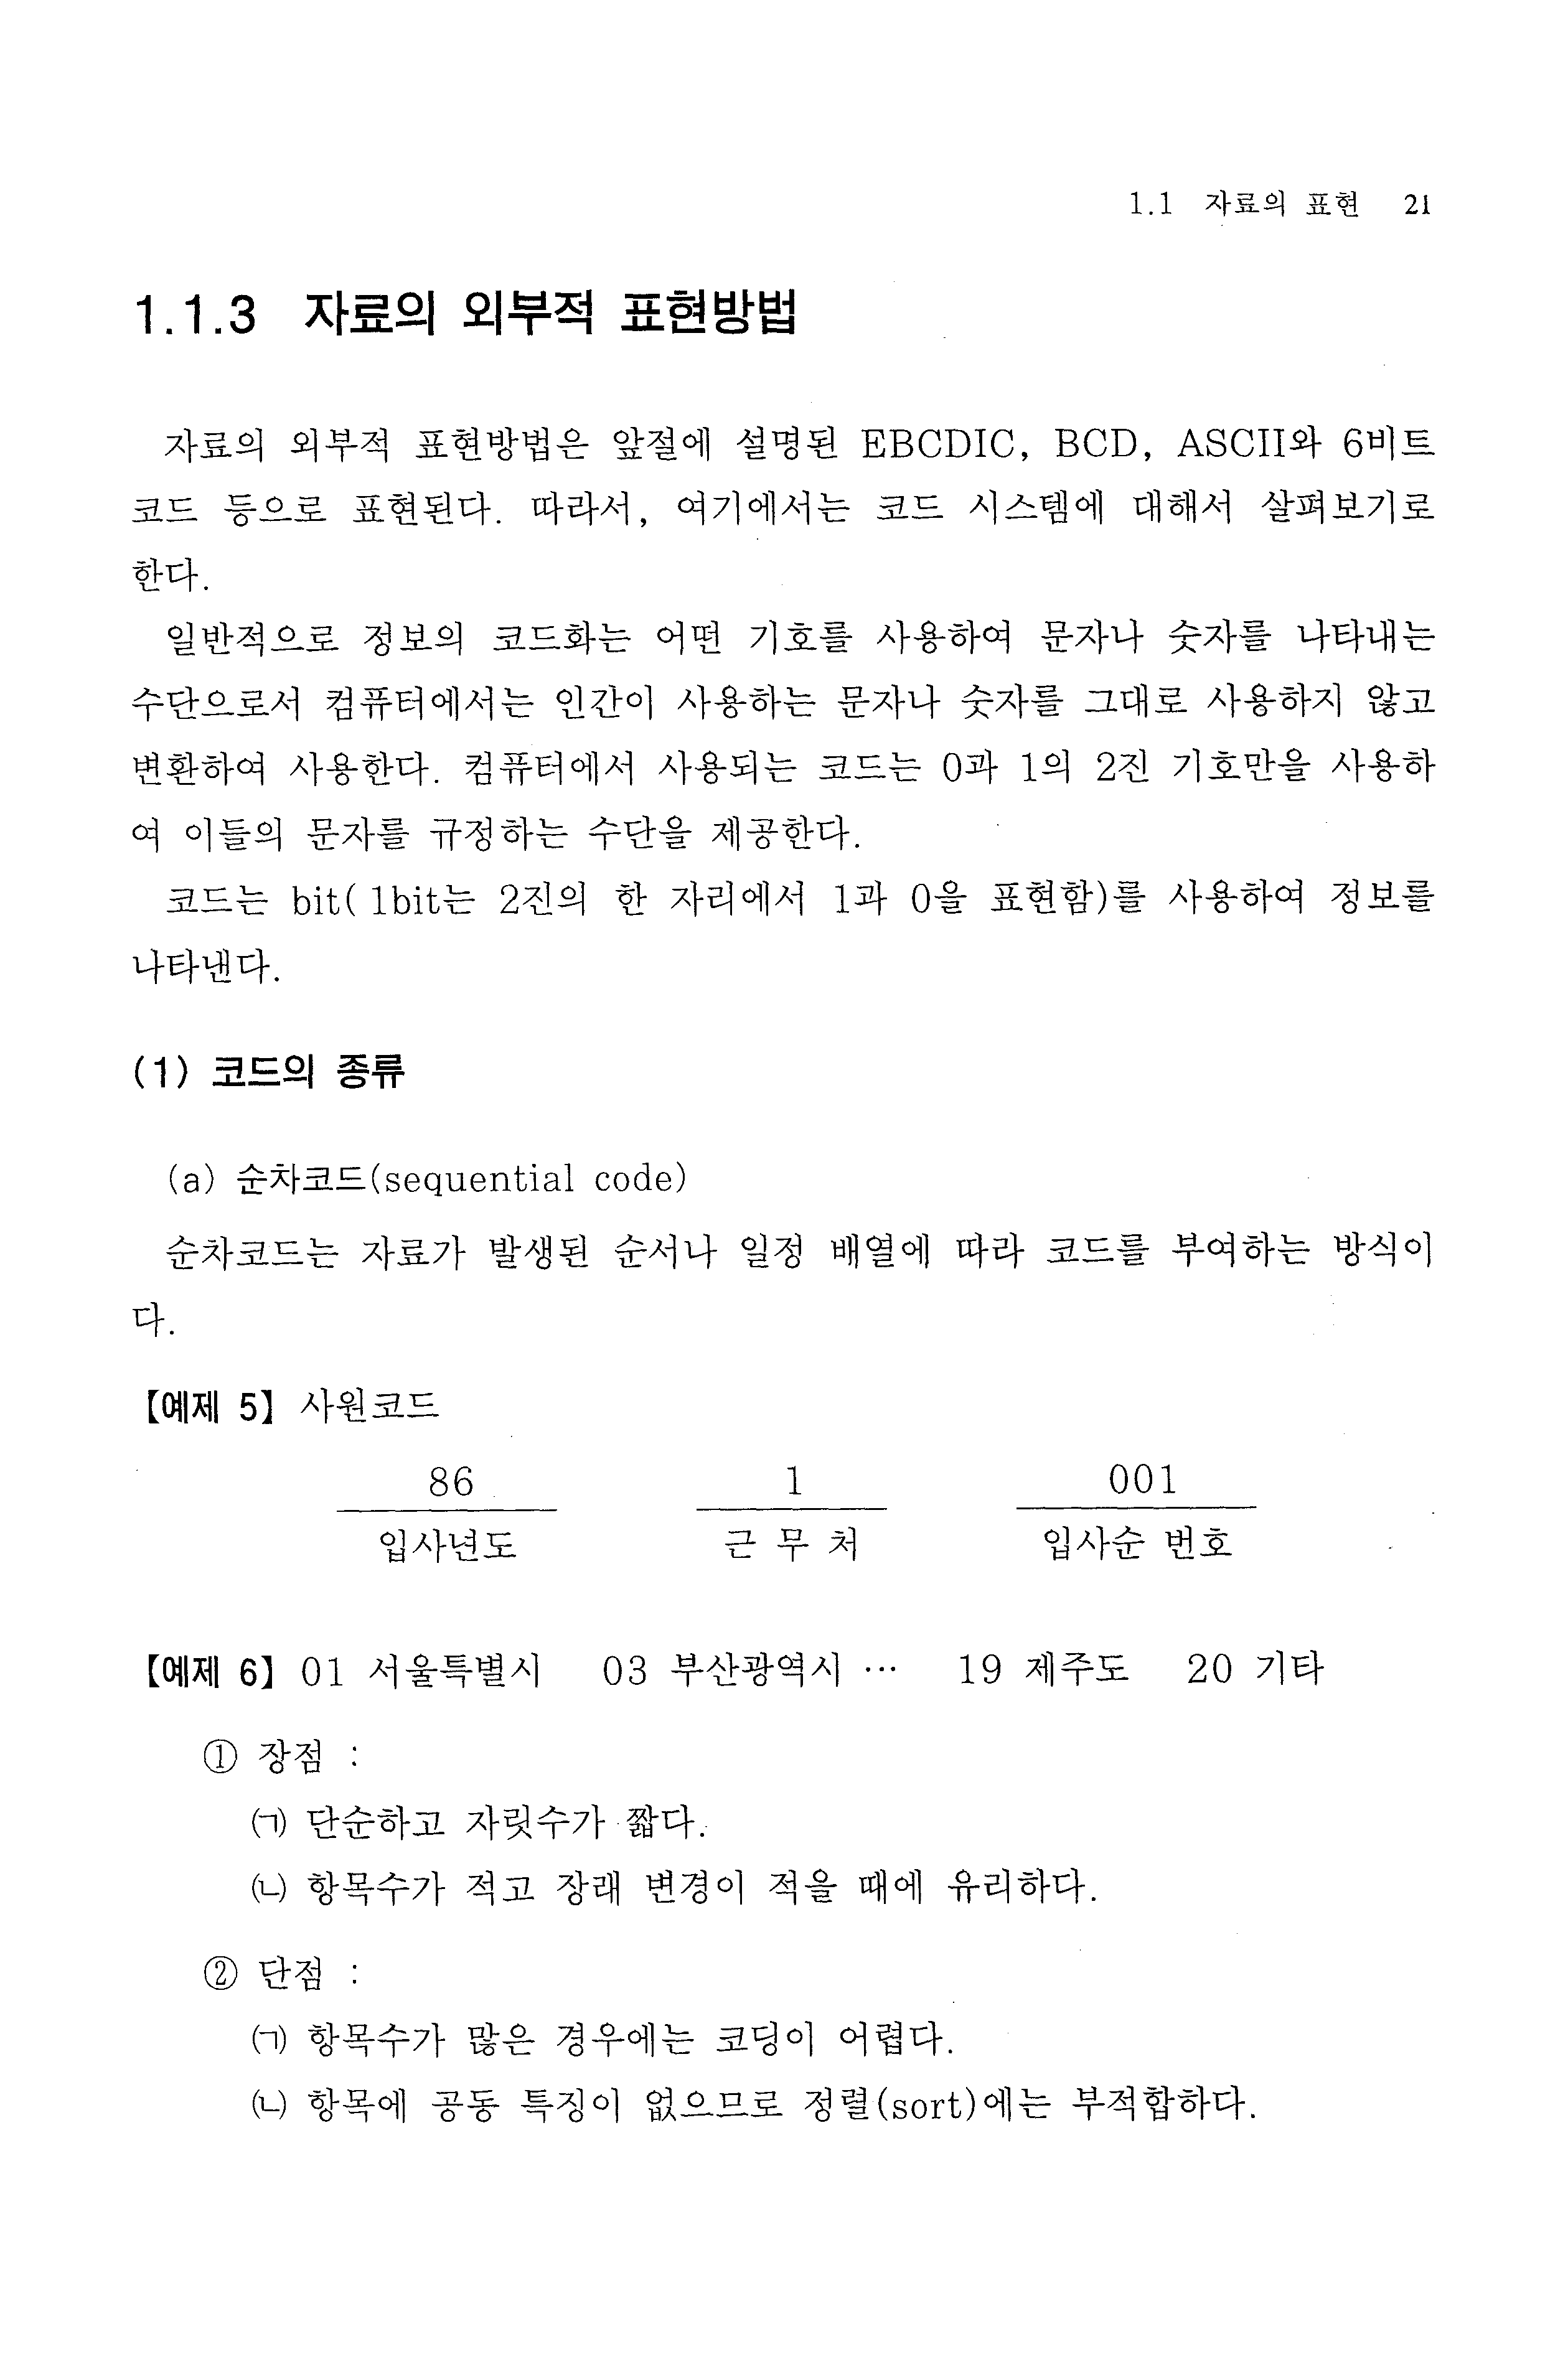 1.1 자료의 표현 21
1.1.3 자료의 외부적 표현방법
자료의 외부적 표현방법은 앞절에 설명된 EBCDIC, BCD, ASCII와 6비트
코드 등으로 표현된다. 따라서, 여기에서는 코드 시스템에 대해서 살펴보기로
한다.
일반적으로 정보의 코드화는 어떤 기호를 사용하여 문자나 숫자를 나타내는
수단으로서 컴퓨터에서는 인간이 사용하는 문자나 숫자를 그대로 사용하지 않고
변환하여 사용한다. 컴퓨터에서 사용되는 코드는 0과 1의 2진 기호만을 사용하
여 이들의 문자를 규정하는 수단을 제공한다.
코드는 bit( 1bit는 2진의 한 자리에서 1과 0을 표현함)를 사용하여 정보를
나타낸다.
(1) 코드의 종류
(a) 순차코드(sequential code)
순차코드는 자료가 발생된 순서나 일정 배열에 따라 코드를 부여하는 방식이
다.
【예제 5】 사원코드
86 1 001
입사년도 근 무 처 입사순 번호
【예제 6】 01 서울특별시 03 부산광역시 … 19 제주도 20 기타
① 장점 :
㈀ 단순하고 자릿수가 짧다.
㈁ 항목수가 적고 장래 변경이 적을 때에 유리하다.
② 단점 :
㈀ 항목수가 많은 경우에는 코딩이 어렵다.
㈁ 항목에 공동 특징이 없으므로 정렬(sort)에는 부적합하다.